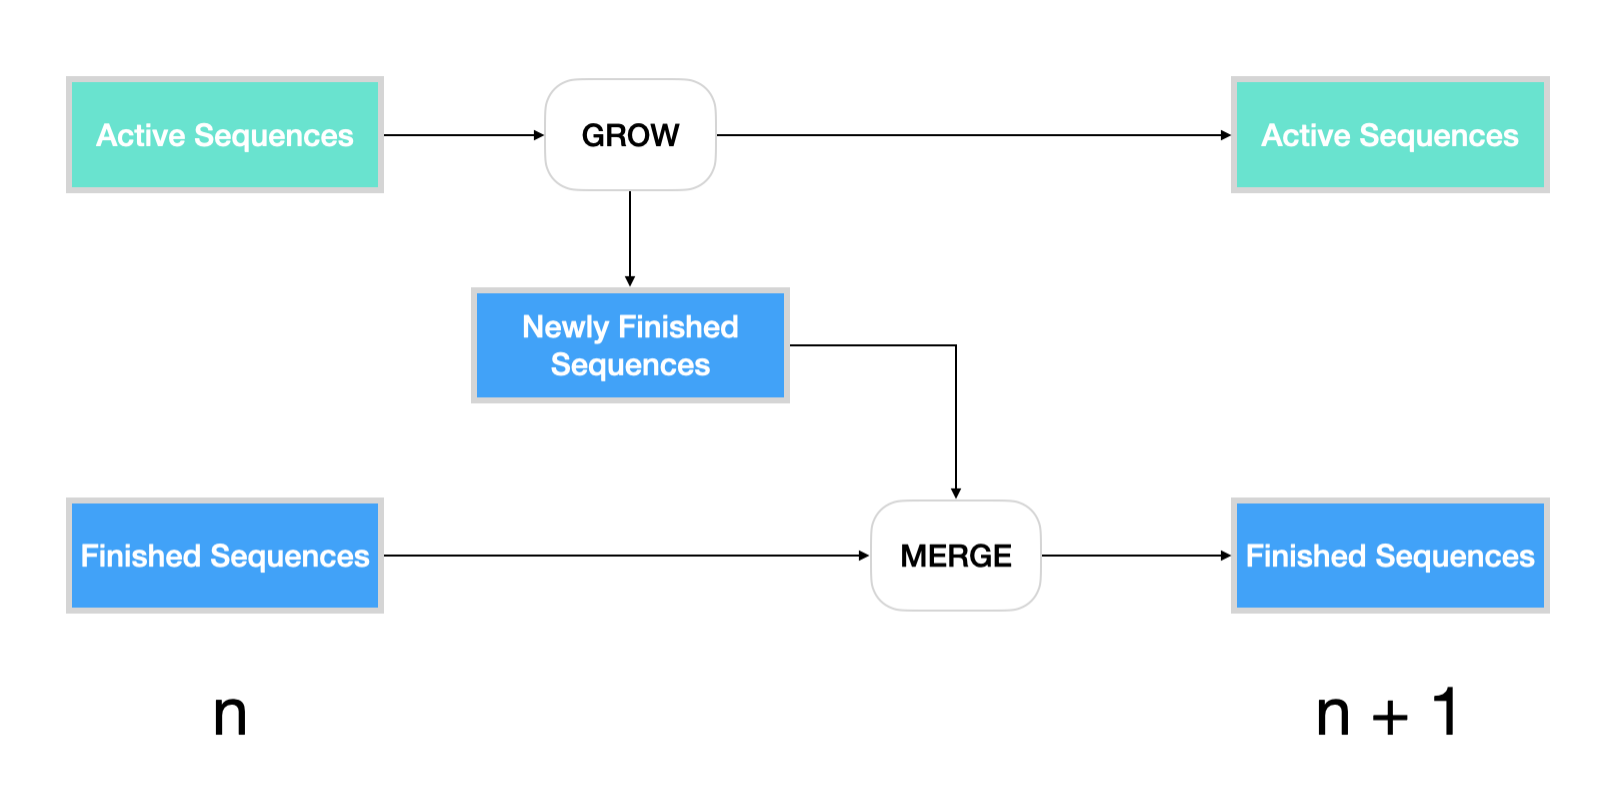 Active Sequences
GROW
Active Sequences
Newly Finished
Sequences
Finished Sequences
MERGE
Finished Sequences
n
n + 1